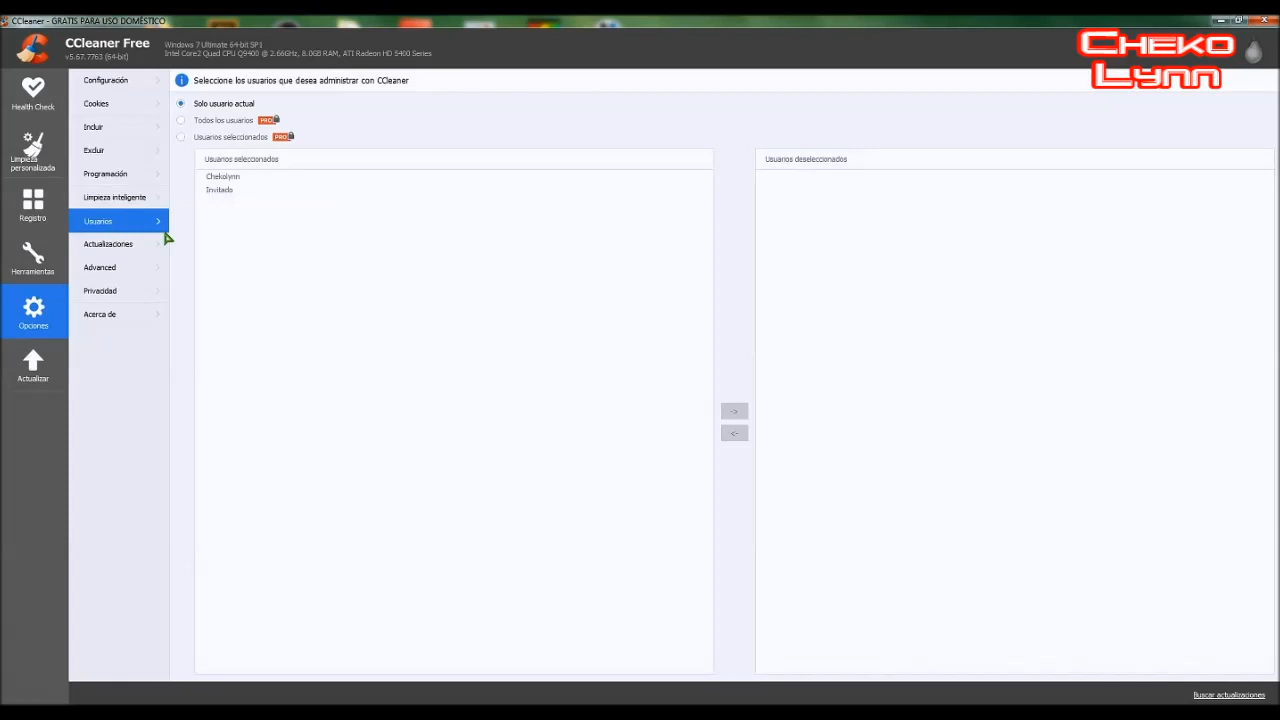 CCleaner - GRATIS PARA USO DOMÉSTICO
CCleaner Free
v5.67.7763 (64-bit)
Windows 7 Ultimate 64-bit SP1
Intel Core2 Quad CPU Q9400 @ 2.66GHz, 8.0GB RAM, ATI Radeon HD 5400 Series
Cheko
Lynn
Health Check
Limpieza
personalizada
Registro
Herramientas
Opciones
Actualizar
Configuración
Cookies
Incluir
Excluir
Programación
Limpieza inteligente
Usuarios
Actualizaciones
Advanced
Privacidad
Acerca de
Seleccione los usuarios que desea administrar con CCleaner
Solo usuario actual
Todos los usuarios PRO
Usuarios seleccionados PRO
Usuarios seleccionados
Chekolynn
Invitado
->
<-
Usuarios deseleccionados
Buscar actualizaciones